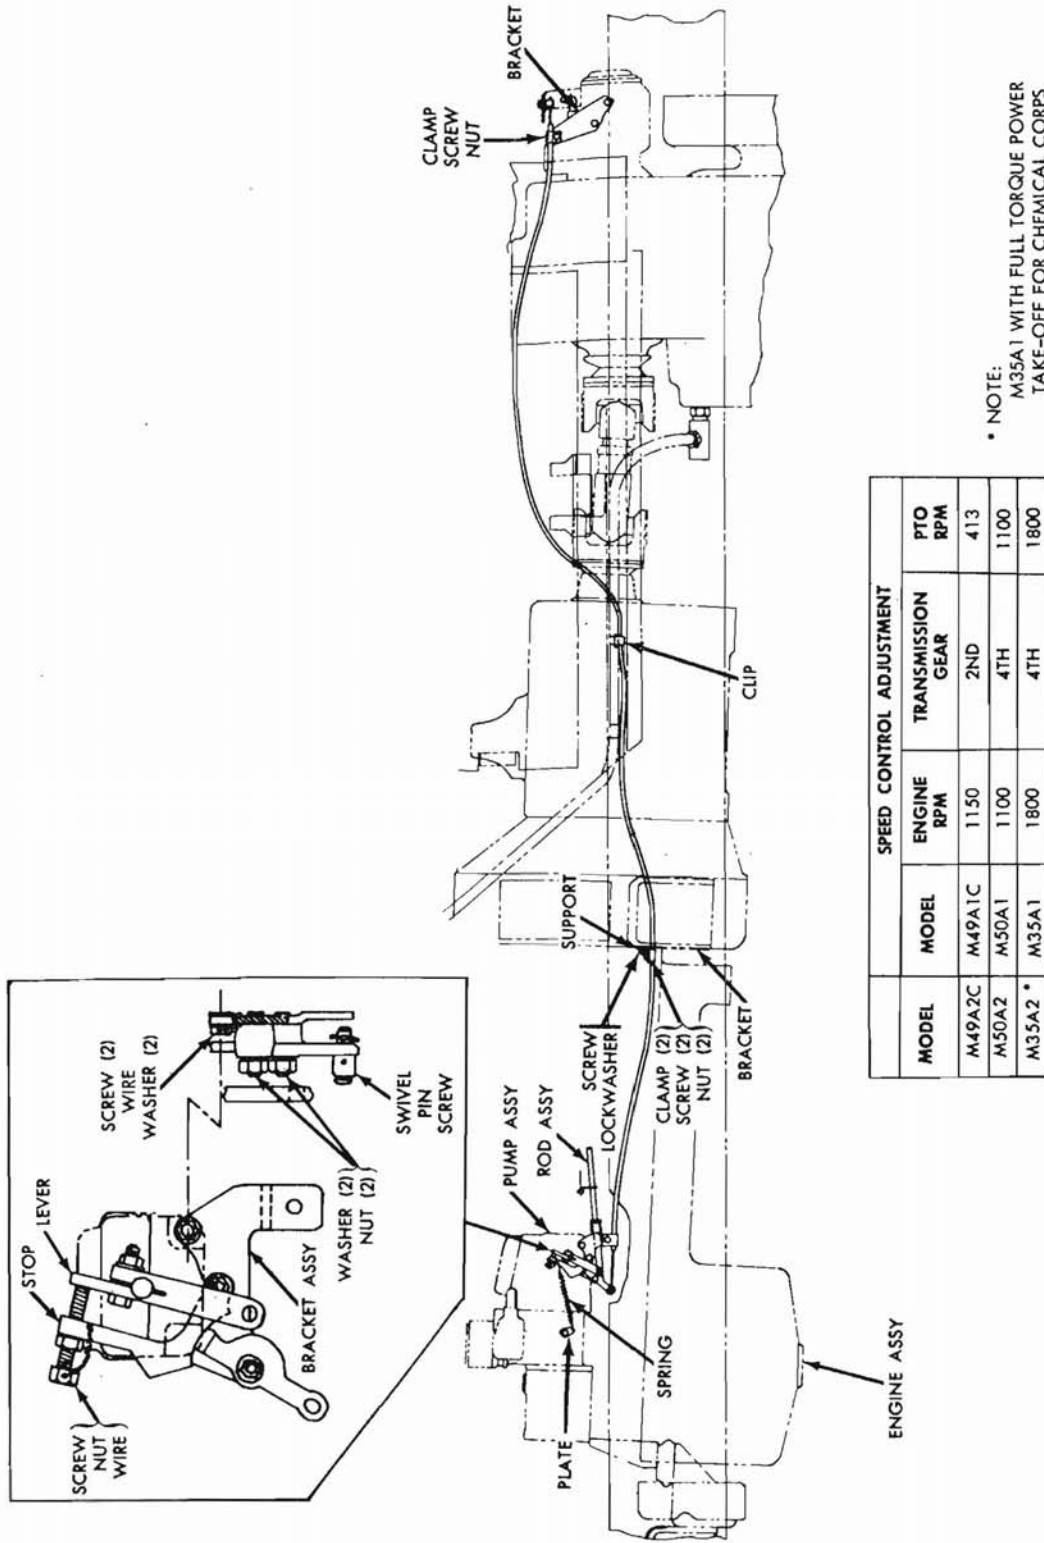 STOP
LEVER
SCREW
NUT
WIRE
BRACKET ASSY
SCREW (2)
WIRE
WASHER (2)
WASHER (2)
NUT (2)
SWIVEL
PIN
SCREW
PLATE
SPRING
PUMP ASSY
ROD ASSY
ENGINE ASSY
SUPPORT
SCREW
LOCKWASHER
CLAMP (2)
SCREW (2)
NUT (2)
BRACKET
CLIP
CLAMP
SCREW
NUT
BRACKET
SPEED CONTROL ADJUSTMENT
MODEL MODEL ENGINE RPM TRANSMISSION GEAR PTO RPM
M49A2C M49A1C 1150 2ND 413
M50A2 M50A1 1100 4TH 1100
M35A2 * M35A1 1800 4TH 1800
* NOTE:
M35A1 WITH FULL TORQUE POWER
TAKE-OFF FOR CHEMICAL CORPS